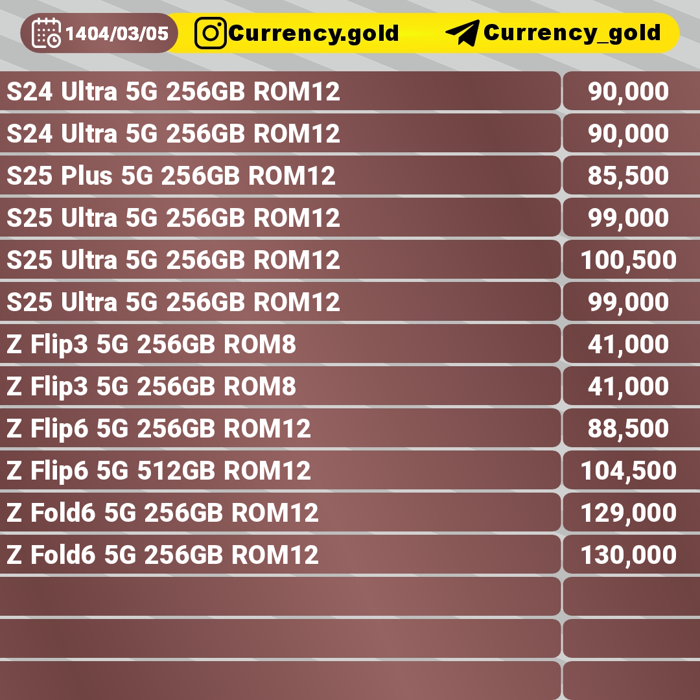 1404/03/05 Currency.gold Currency_gold
S24 Ultra 5G 256GB ROM12 90,000
S24 Ultra 5G 256GB ROM12 90,000
S25 Plus 5G 256GB ROM12 85,500
S25 Ultra 5G 256GB ROM12 99,000
S25 Ultra 5G 256GB ROM12 100,500
S25 Ultra 5G 256GB ROM12 99,000
Z Flip3 5G 256GB ROM8 41,000
Z Flip3 5G 256GB ROM8 41,000
Z Flip6 5G 256GB ROM12 88,500
Z Flip6 5G 512GB ROM12 104,500
Z Fold6 5G 256GB ROM12 129,000
Z Fold6 5G 256GB ROM12 130,000